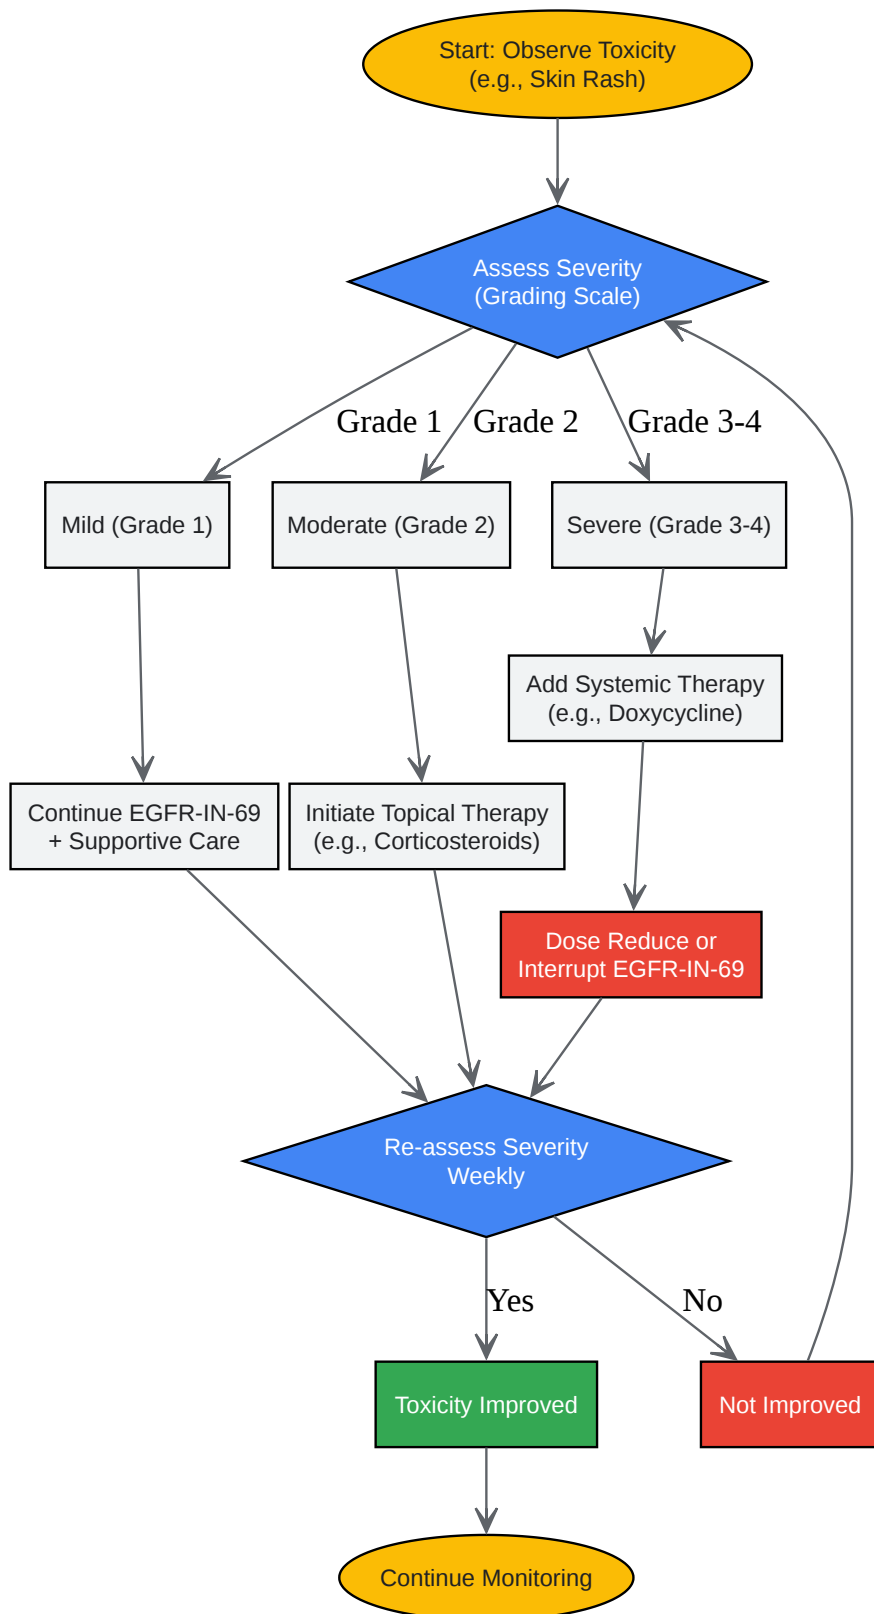 Start: Observe Toxicity
(e.g., Skin Rash)
Assess Severity
(Grading Scale)
Grade 1
Grade 2
Grade 3-4
Mild (Grade 1)
Moderate (Grade 2)
Severe (Grade 3-4)
Add Systemic Therapy
(e.g., Doxycycline)
Continue EGFR-IN-69
+ Supportive Care
Initiate Topical Therapy
(e.g., Corticosteroids)
Dose Reduce or
Interrupt EGFR-IN-69
Re-assess Severity
Weekly
Yes
No
Toxicity Improved
Not Improved
Continue Monitoring